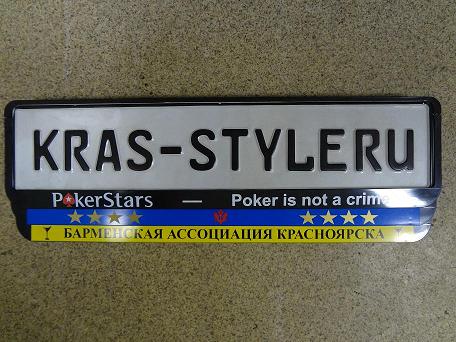 KRAS-STYLERU
PokerStars — Poker is not a crime
БАРМЕНСКАЯ АССОЦИАЦИЯ КРАСНОЯРСКА